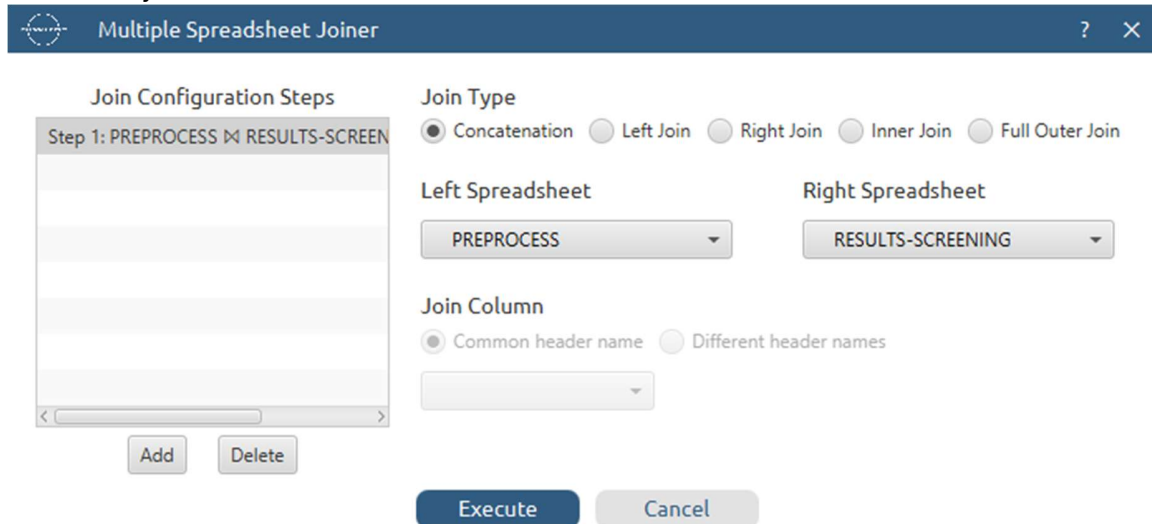 Multiple Spreadsheet Joiner ? ×
Join Configuration Steps
Step 1: PREPROCESS ⋈ RESULTS-SCREEN
Add Delete
Join Type
Concatenation Left Join Right Join Inner Join Full Outer Join
Left Spreadsheet Right Spreadsheet
PREPROCESS RESULTS-SCREENING
Join Column
Common header name Different header names
Execute Cancel